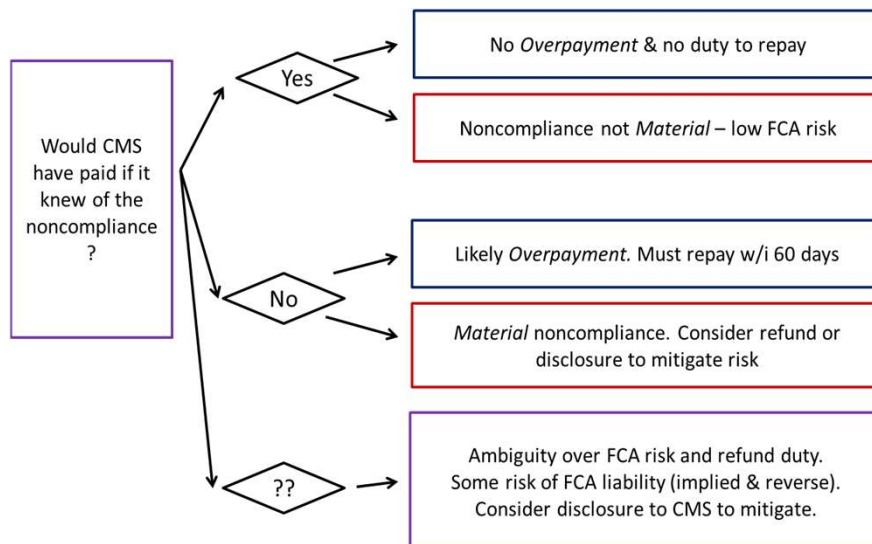 Would CMS
have paid if it
knew of the
noncompliance
?
Yes
No Overpayment & no duty to repay
Noncompliance not Material – low FCA risk
No
Likely Overpayment. Must repay w/i 60 days
Material noncompliance. Consider refund or
disclosure to mitigate risk
??
Ambiguity over FCA risk and refund duty.
Some risk of FCA liability (implied & reverse).
Consider disclosure to CMS to mitigate.